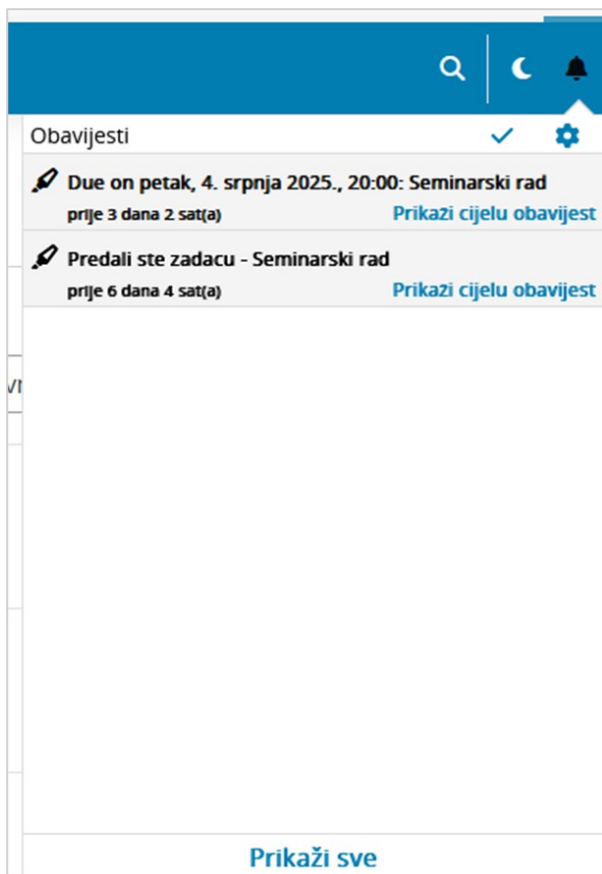 Obavijesti
Due on petak, 4. srpnja 2025., 20:00: Seminarski rad
prije 3 dana 2 sat(a) Prikaži cijelu obavijest
Predali ste zadacu - Seminarski rad
prije 6 dana 4 sat(a) Prikaži cijelu obavijest
Prikaži sve